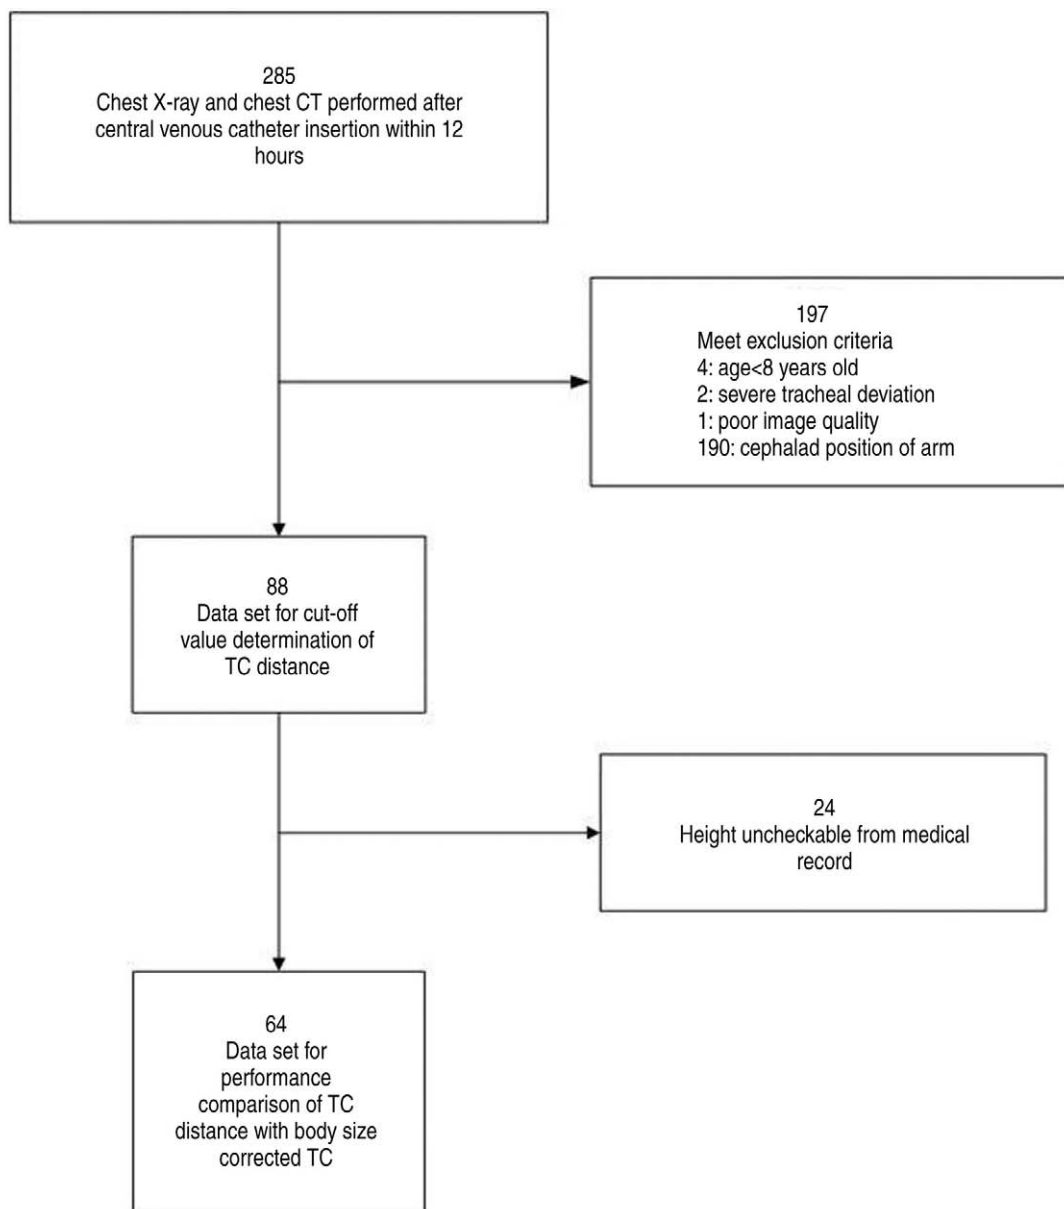 285
Chest X-ray and chest CT performed after
central venous catheter insertion within 12
hours
197
Meet exclusion criteria
4: age<8 years old
2: severe tracheal deviation
1: poor image quality
190: cephalad position of arm
88
Data set for cut-off
value determination of
TC distance
24
Height uncheckable from medical
record
64
Data set for
performance
comparison of TC
distance with body size
corrected TC